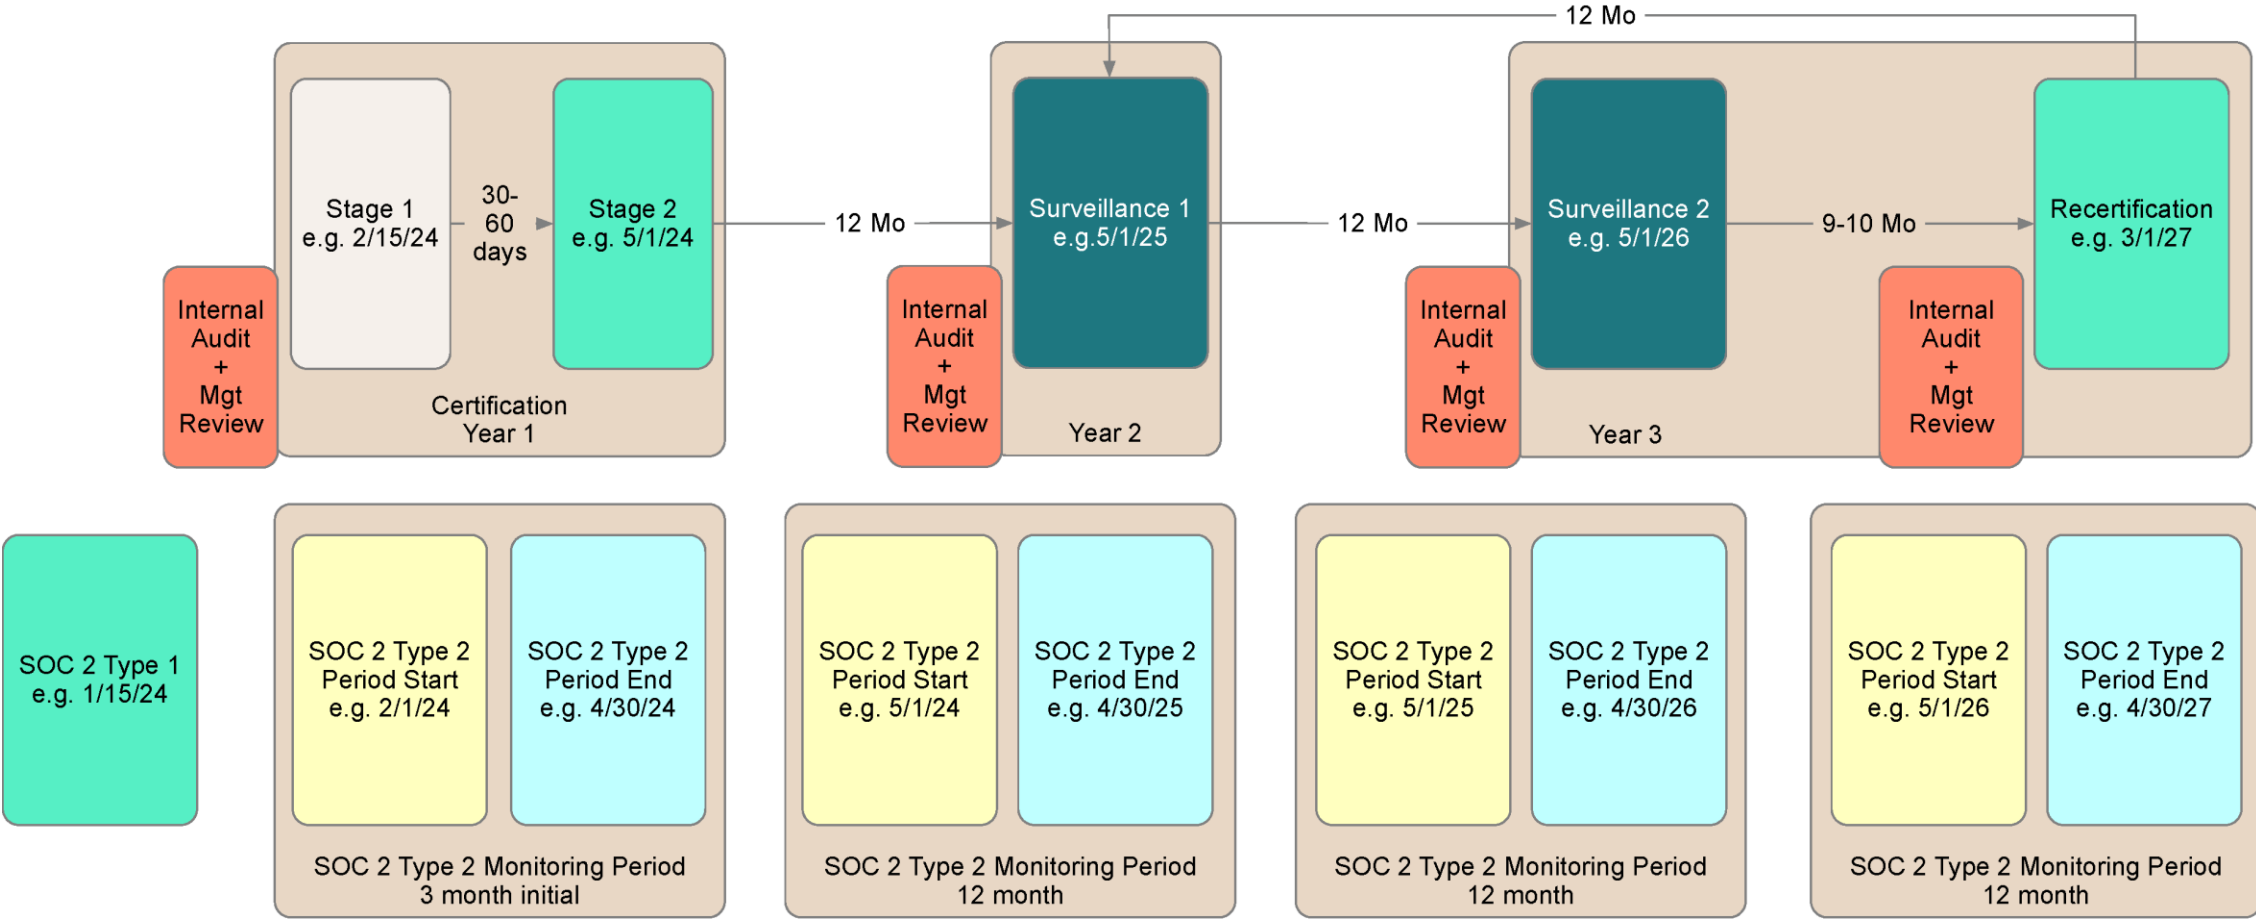 12 Mo
Stage 1
e.g. 2/15/24
30-
60
days
Stage 2
e.g. 5/1/24
12 Mo
Surveillance 1
e.g.5/1/25
12 Mo
Surveillance 2
e.g. 5/1/26
9-10 Mo
Recertification
e.g. 3/1/27
Internal
Audit
+
Mgt
Review
Certification
Year 1
Internal
Audit
+
Mgt
Review
Year 2
Internal
Audit
+
Mgt
Review
Year 3
Internal
Audit
+
Mgt
Review
SOC 2 Type 1
e.g. 1/15/24
SOC 2 Type 2
Period Start
e.g. 2/1/24
SOC 2 Type 2
Period End
e.g. 4/30/24
SOC 2 Type 2 Monitoring Period
3 month initial
SOC 2 Type 2
Period Start
e.g. 5/1/24
SOC 2 Type 2
Period End
e.g. 4/30/25
SOC 2 Type 2 Monitoring Period
12 month
SOC 2 Type 2
Period Start
e.g. 5/1/25
SOC 2 Type 2
Period End
e.g. 4/30/26
SOC 2 Type 2 Monitoring Period
12 month
SOC 2 Type 2
Period Start
e.g. 5/1/26
SOC 2 Type 2
Period End
e.g. 4/30/27
SOC 2 Type 2 Monitoring Period
12 month